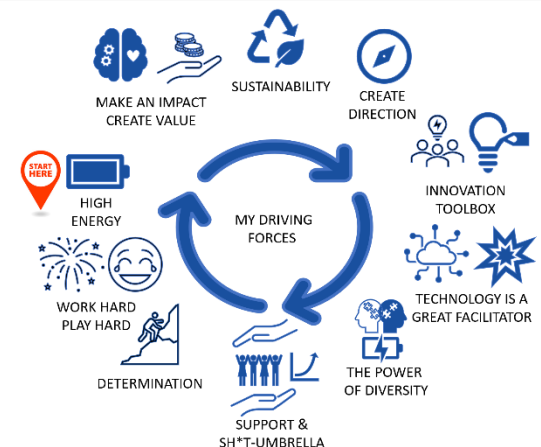 START
HERE
HIGH
ENERGY
MAKE AN IMPACT
CREATE VALUE
SUSTAINABILITY
CREATE
DIRECTION
INNOVATION
TOOLBOX
TECHNOLOGY IS A
GREAT FACILITATOR
THE POWER
OF DIVERSITY
SUPPORT &
SH*T-UMBRELLA
DETERMINATION
WORK HARD
PLAY HARD
MY DRIVING
FORCES